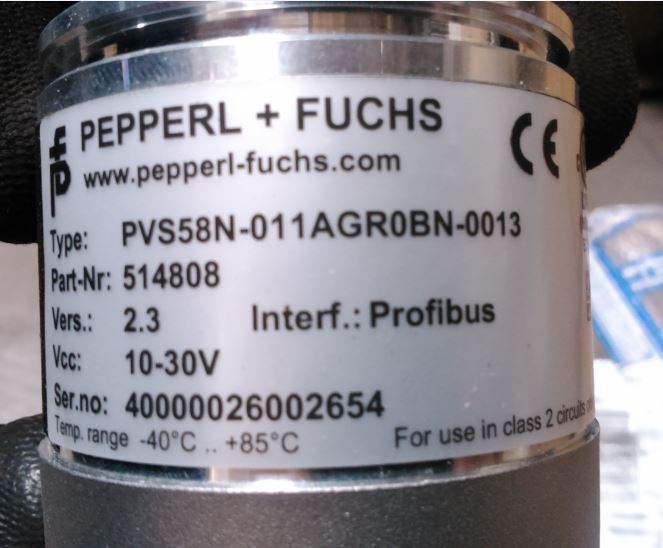 PEPPERL + FUCHS
www.pepperl-fuchs.com
CE
Type: PVS58N-011AGR0BN-0013
Part-Nr: 514808
Vers.: 2.3 Interf.: Profibus
Vcc: 10-30V
Ser.no: 40000026002654
Temp. range -40°C .. +85°C
For use in class 2 circuits